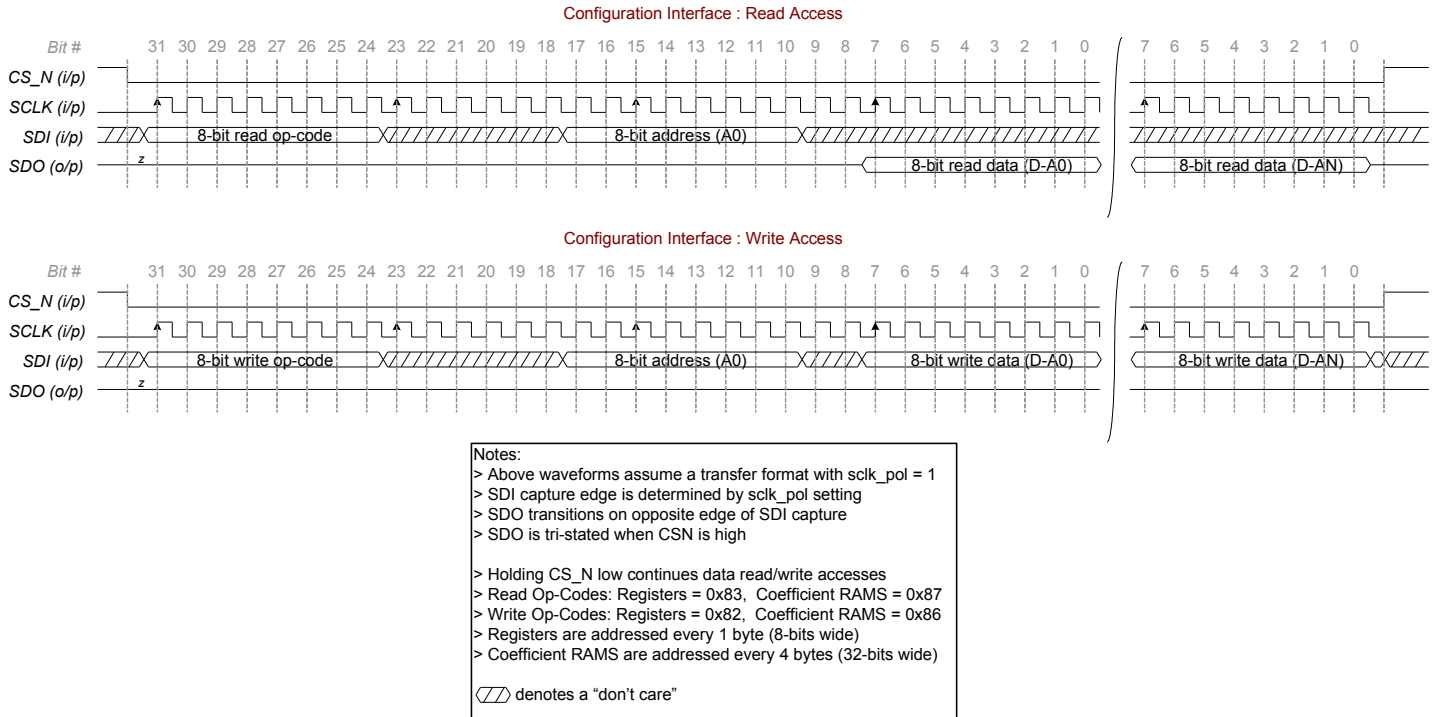 Configuration Interface : Read Access
Bit # 31 30 29 28 27 26 25 24 23 22 21 20 19 18 17 16 15 14 13 12 11 10 9 8 7 6 5 4 3 2 1 0 7 6 5 4 3 2 1 0
CS_N (i/p)
SCLK (i/p)
SDI (i/p) 8-bit read op-code 8-bit address (A0)
z
SDO (o/p) 8-bit read data (D-A0) 8-bit read data (D-AN)
Configuration Interface : Write Access
Bit # 31 30 29 28 27 26 25 24 23 22 21 20 19 18 17 16 15 14 13 12 11 10 9 8 7 6 5 4 3 2 1 0 7 6 5 4 3 2 1 0
CS_N (i/p)
SCLK (i/p)
SDI (i/p) 8-bit write op-code 8-bit address (A0) 8-bit write data (D-A0) 8-bit write data (D-AN)
z
SDO (o/p)
Notes:
> Above waveforms assume a transfer format with sclk_pol = 1
> SDI capture edge is determined by sclk_pol setting
> SDO transitions on opposite edge of SDI capture
> SDO is tri-stated when CSN is high
> Holding CS_N low continues data read/write accesses
> Read Op-Codes: Registers = 0x83, Coefficient RAMS = 0x87
> Write Op-Codes: Registers = 0x82, Coefficient RAMS = 0x86
> Registers are addressed every 1 byte (8-bits wide)
> Coefficient RAMS are addressed every 4 bytes (32-bits wide)
denotes a “don’t care”